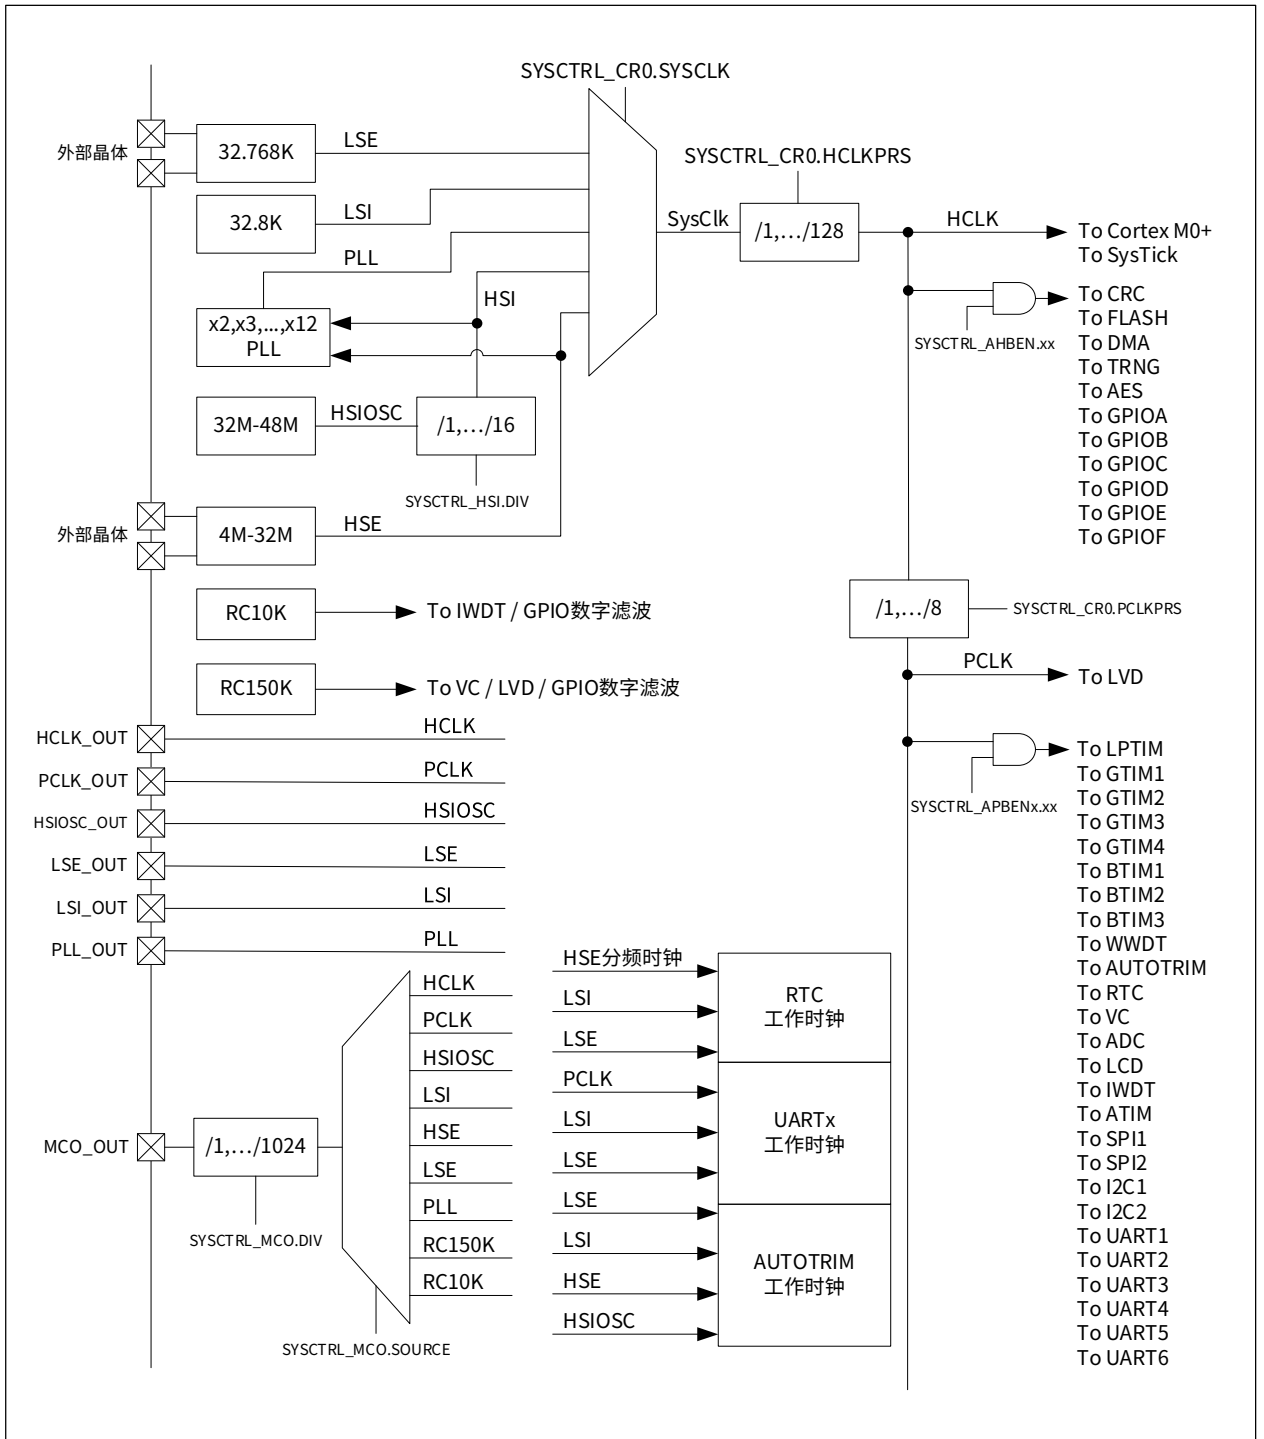 SYSCTRL_CR0.SYSCLK
外部晶体
32.768K
LSE
SYSCTRL_CR0.HCLKPRS
32.8K
LSI
SysClk
/1,.../128
HCLK
To Cortex M0+
To SysTick
PLL
HSI
x2,x3,...,x12
PLL
To CRC
To FLASH
To DMA
To TRNG
To AES
To GPIOA
To GPIOB
To GPIOC
To GPIOD
To GPIOE
To GPIOF
SYSCTRL_AHBEN.xx
32M-48M
HSIOSC
/1,.../16
SYSCTRL_HSI.DIV
外部晶体
4M-32M
HSE
RC10K
To IWDT / GPIO数字滤波
/1,.../8
SYSCTRL_CR0.PCLKPRS
RC150K
To VC / LVD / GPIO数字滤波
PCLK
To LVD
HCLK_OUT
HCLK
PCLK_OUT
PCLK
HSIOSC_OUT
HSIOSC
LSE_OUT
LSE
LSI_OUT
LSI
PLL_OUT
PLL
SYSCTRL_APBENx.xx
To LPTIM
To GTIM1
To GTIM2
To GTIM3
To GTIM4
To BTIM1
To BTIM2
To BTIM3
To WWDT
To AUTOTRIM
To RTC
To VC
To ADC
To LCD
To IWDT
To ATIM
To SPI1
To SPI2
To I2C1
To I2C2
To UART1
To UART2
To UART3
To UART4
To UART5
To UART6
MCO_OUT
/1,.../1024
SYSCTRL_MCO.DIV
HCLK
PCLK
HSIOSC
LSI
HSE
LSE
PLL
RC150K
RC10K
SYSCTRL_MCO.SOURCE
HSE分频时钟
LSI
LSE
RTC
工作时钟
PCLK
LSI
LSE
UARTx
工作时钟
LSE
LSI
HSE
HSIOSC
AUTOTRIM
工作时钟